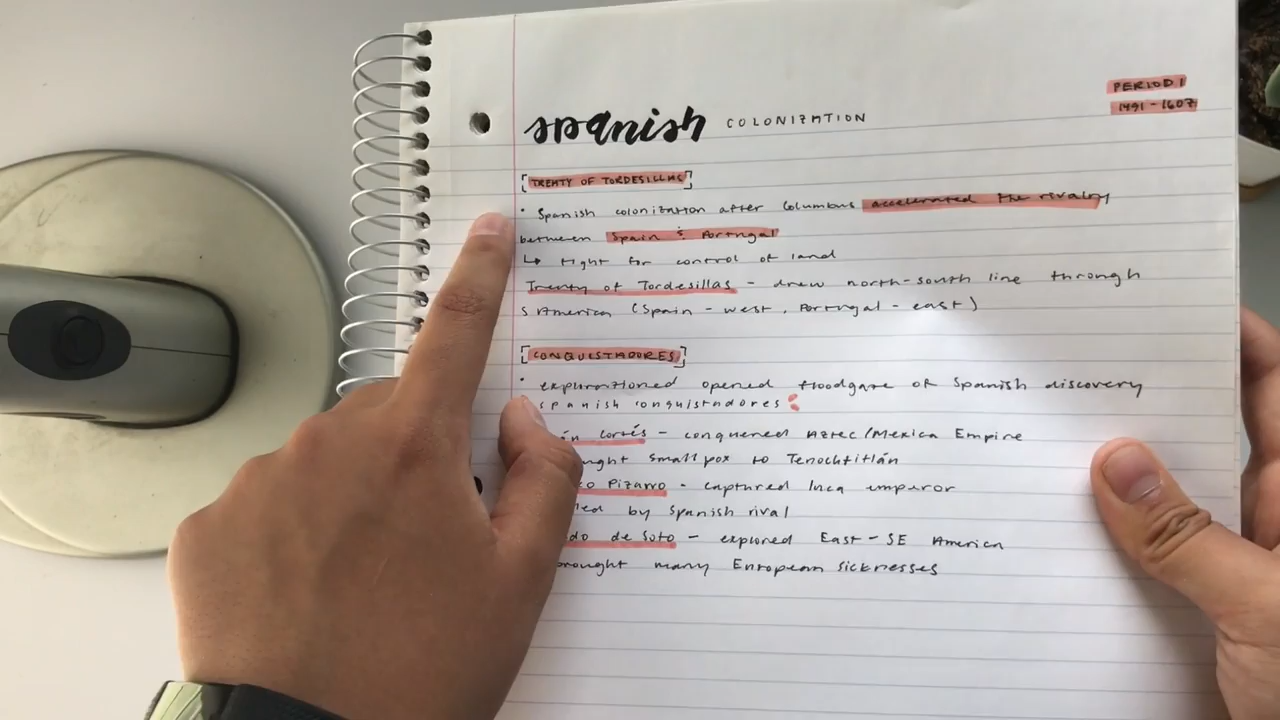 PERIOD 1
1491-1607
spanish COLONIZATION
[TREATY OF TORDESILLAS]
• Spanish colonization after Columbus accelerated the rivalry
between Spain & Portugal
↳ fight for control of land
Treaty of Tordesillas - drew north-south line through
S America (Spain - west, Portugal - east)
[CONQUISTADORES]
• opened floodgate of Spanish discovery
spanish conquistadores:
Cortés - conquered Aztec/Mexica Empire
smallpox to Tenochtitlán
Pizarro - captured Inca emperor
by Spanish rival
de Soto - explored East-SE America
brought many European sicknesses